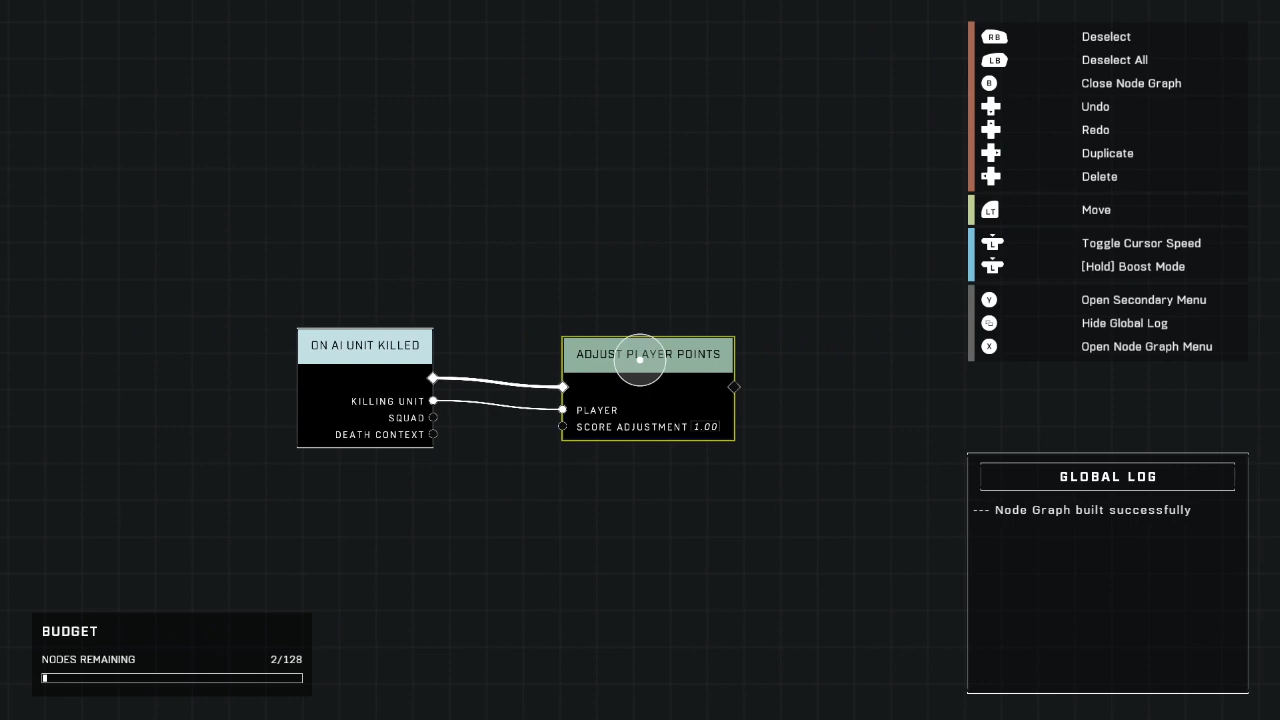 RB Deselect
LB Deselect All
B Close Node Graph
Undo
Redo
Duplicate
Delete
LT Move
L Toggle Cursor Speed
L [Hold] Boost Mode
Y Open Secondary Menu
Hide Global Log
X Open Node Graph Menu
ON AI UNIT KILLED
KILLING UNIT
SQUAD
DEATH CONTEXT
ADJUST PLAYER POINTS
PLAYER
SCORE ADJUSTMENT 1.00
GLOBAL LOG
--- Node Graph built successfully
BUDGET
NODES REMAINING 2/128